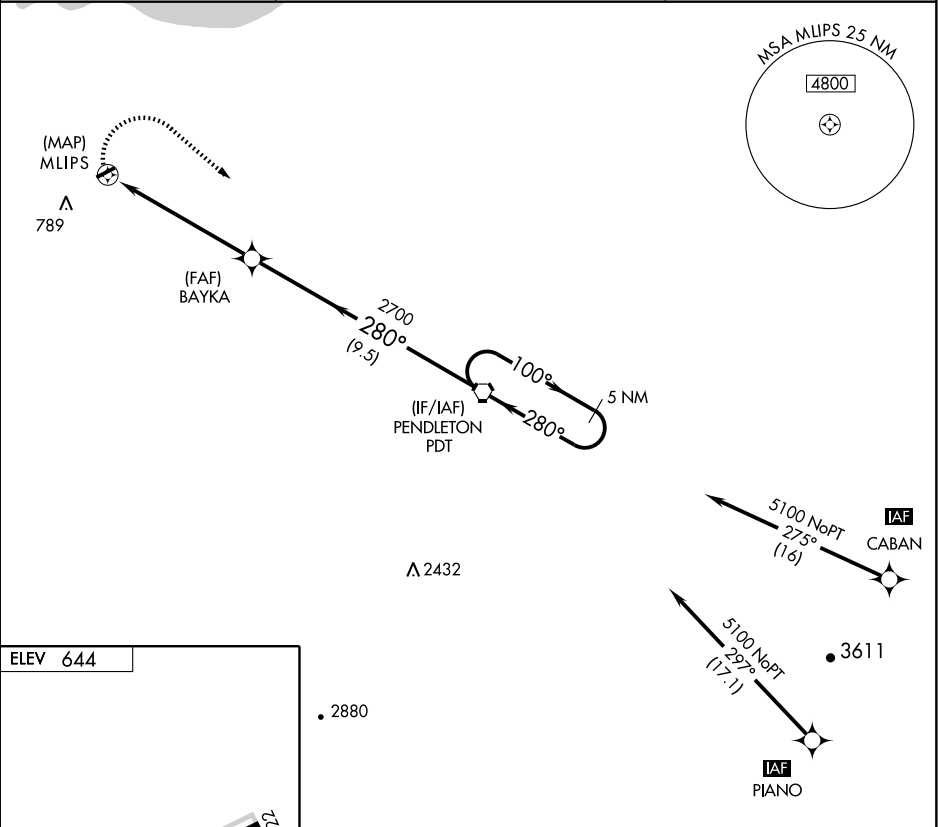 MSA MLIPS 25 NM
4800
(MAP)
MLIPS
789
(FAF)
BAYKA
2700
280°
(9.5)
100°
5 NM
280°
(IF/IAF)
PENDLETON
PDT
5100 NoPT
275°
(16)
IAF
CABAN
2432
5100 NoPT
297°
(17.1)
3611
ELEV 644
2880
IAF
PIANO
22